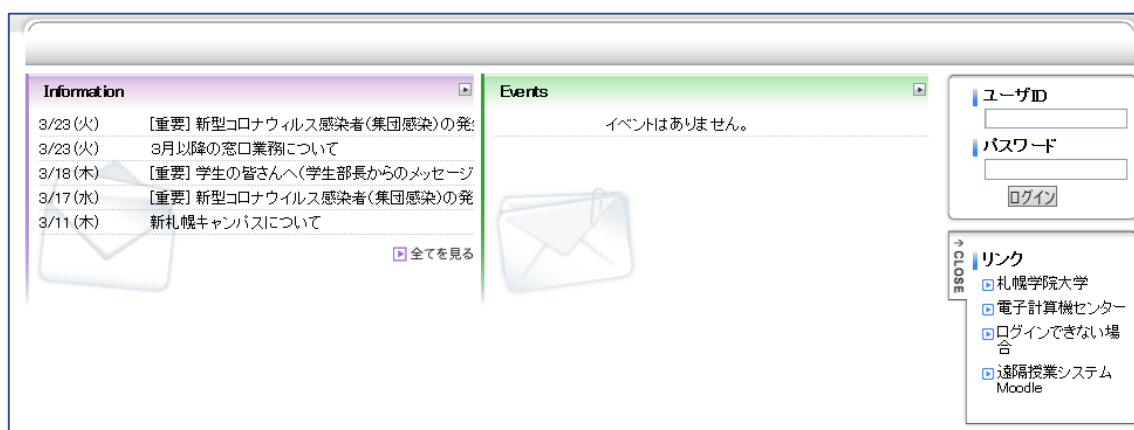 Information
3/23(火) [重要] 新型コロナウィルス感染者(集団感染)の発
3/23(火) 3月以降の窓口業務について
3/18(木) [重要] 学生の皆さんへ(学生部長からのメッセージ
3/17(水) [重要] 新型コロナウイルス感染者(集団感染)の発
3/11(木) 新札幌キャンパスについて
全てを見る
Events
イベントはありません。
ユーザID
パスワード
ログイン
CLOSE
リンク
札幌学院大学
電子計算機センター
ログインできない場
合
遠隔授業システム
Moodle